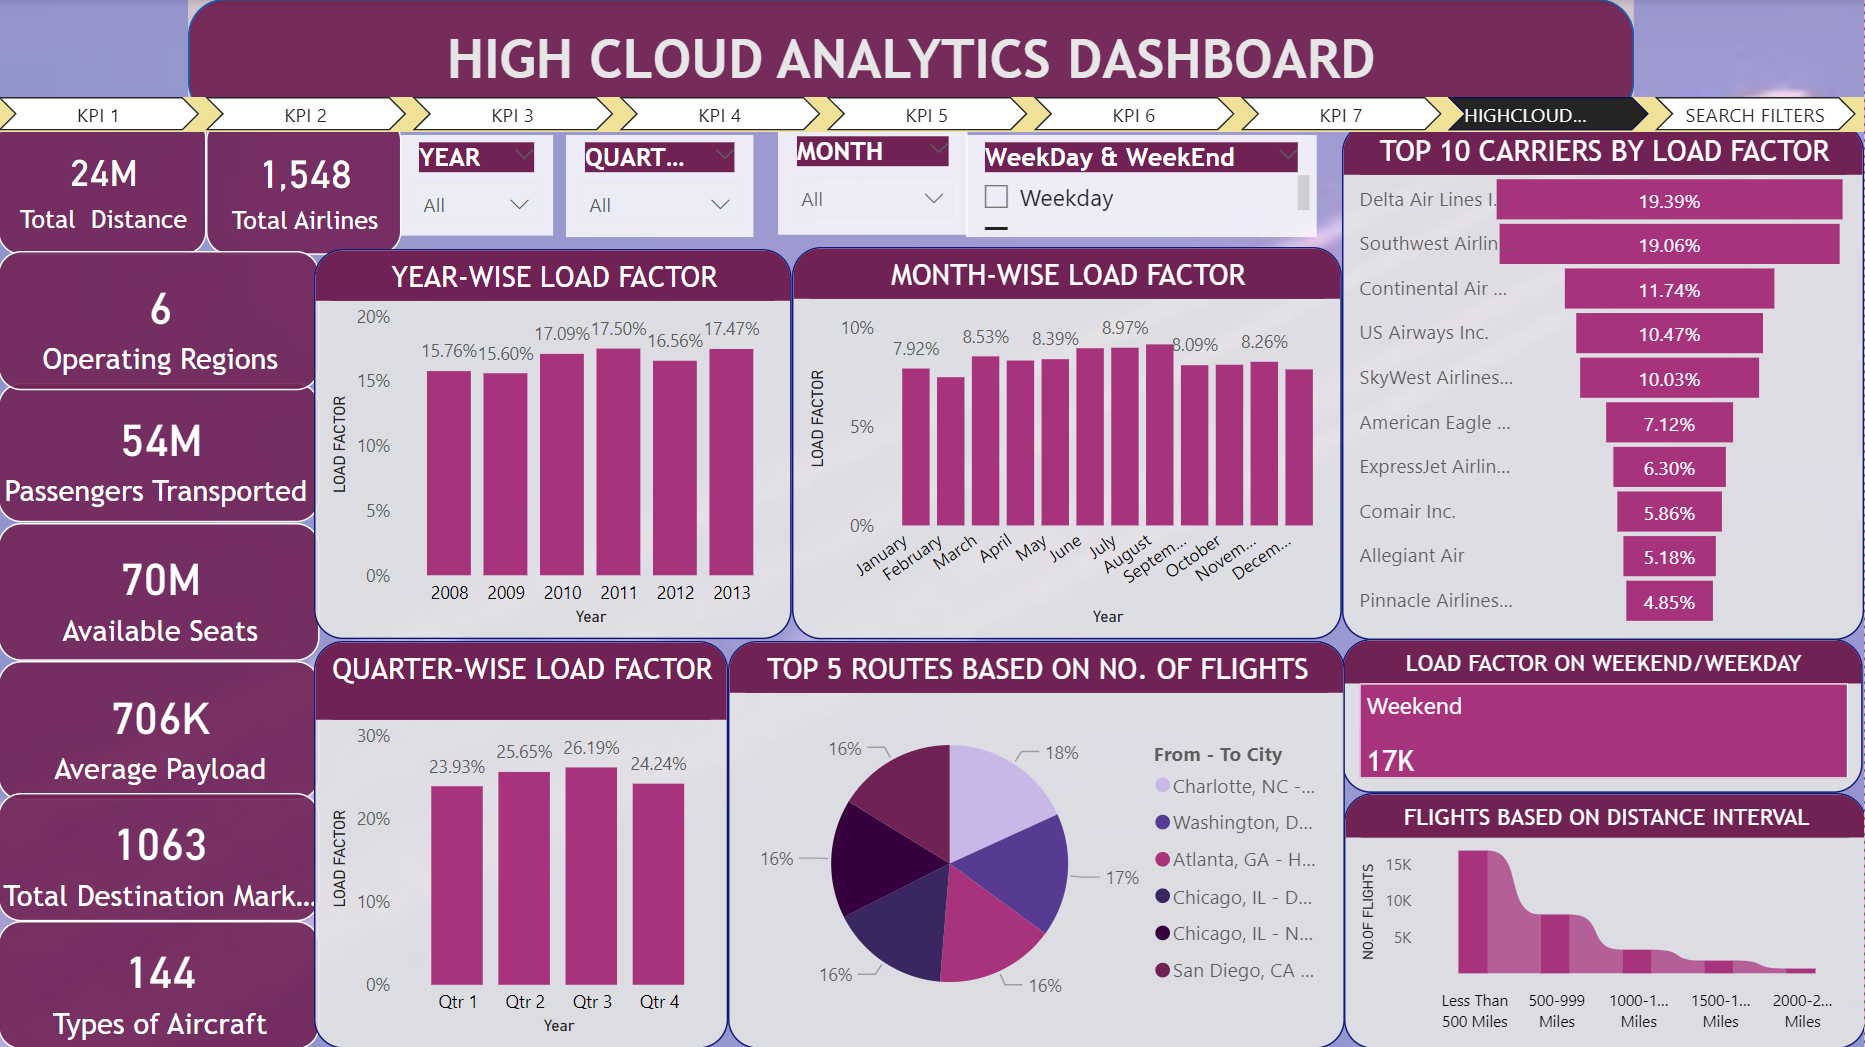 HIGH CLOUD ANALYTICS DASHBOARD
KPI 1
KPI 2
KPI 3
KPI 4
KPI 5
KPI 6
KPI 7
HIGHCLOUD...
SEARCH FILTERS
24M
Total Distance
1,548
Total Airlines
YEAR
All
QUART...
All
MONTH
All
WeekDay & WeekEnd
Weekday
6
Operating Regions
54M
Passengers Transported
70M
Available Seats
706K
Average Payload
1063
Total Destination Mark...
144
Types of Aircraft
YEAR-WISE LOAD FACTOR
LOAD FACTOR
20%
15%
10%
5%
0%
15.76%
15.60%
17.09%
17.50%
16.56%
17.47%
2008
2009
2010
2011
2012
2013
Year
MONTH-WISE LOAD FACTOR
LOAD FACTOR
10%
5%
0%
7.92%
8.53%
8.39%
8.97%
8.09%
8.26%
January
February
March
April
May
June
July
August
Septem...
October
Novem...
Decem...
Year
TOP 10 CARRIERS BY LOAD FACTOR
Delta Air Lines I.
19.39%
Southwest Airlin
19.06%
Continental Air ...
11.74%
US Airways Inc.
10.47%
SkyWest Airlines...
10.03%
American Eagle ...
7.12%
ExpressJet Airlin...
6.30%
Comair Inc.
5.86%
Allegiant Air
5.18%
Pinnacle Airlines...
4.85%
QUARTER-WISE LOAD FACTOR
LOAD FACTOR
30%
20%
10%
0%
23.93%
25.65%
26.19%
24.24%
Qtr 1
Qtr 2
Qtr 3
Qtr 4
Year
TOP 5 ROUTES BASED ON NO. OF FLIGHTS
18%
17%
16%
16%
16%
16%
From - To City
Charlotte, NC -...
Washington, D...
Atlanta, GA - H...
Chicago, IL - D...
Chicago, IL - N...
San Diego, CA ...
LOAD FACTOR ON WEEKEND/WEEKDAY
Weekend
17K
FLIGHTS BASED ON DISTANCE INTERVAL
NO.OF FLIGHTS
15K
10K
5K
Less Than
500 Miles
500-999
Miles
1000-1...
Miles
1500-1...
Miles
2000-2...
Miles